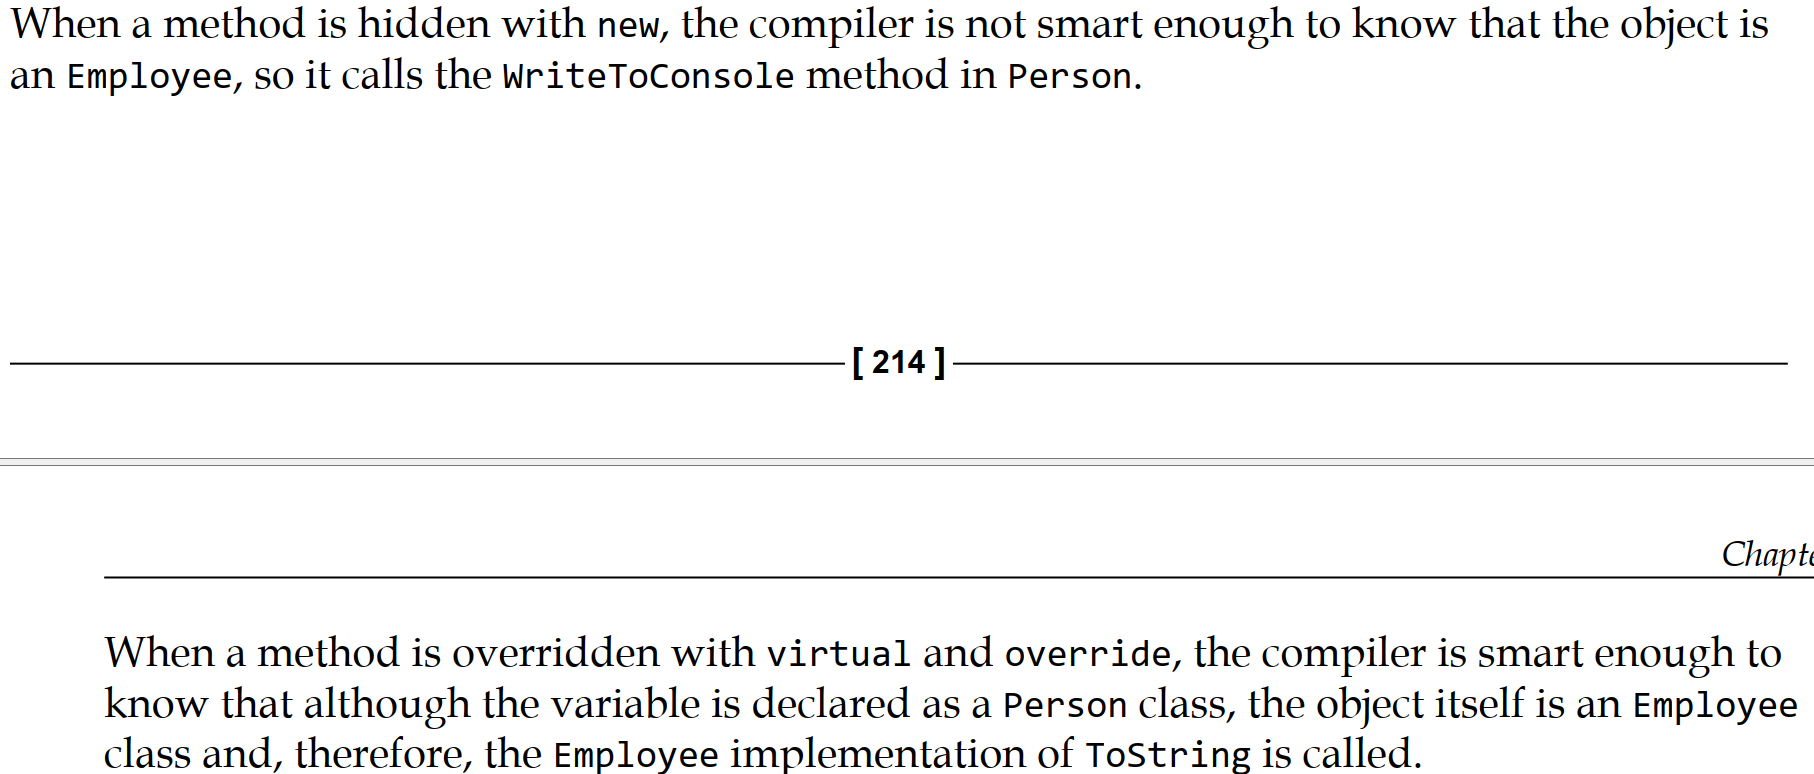 When a method is hidden with new, the compiler is not smart enough to know that the object is
an Employee, so it calls the WriteToConsole method in Person.
[ 214 ]
Chapte
When a method is overridden with virtual and override, the compiler is smart enough to
know that although the variable is declared as a Person class, the object itself is an Employee
class and, therefore, the Employee implementation of ToString is called.